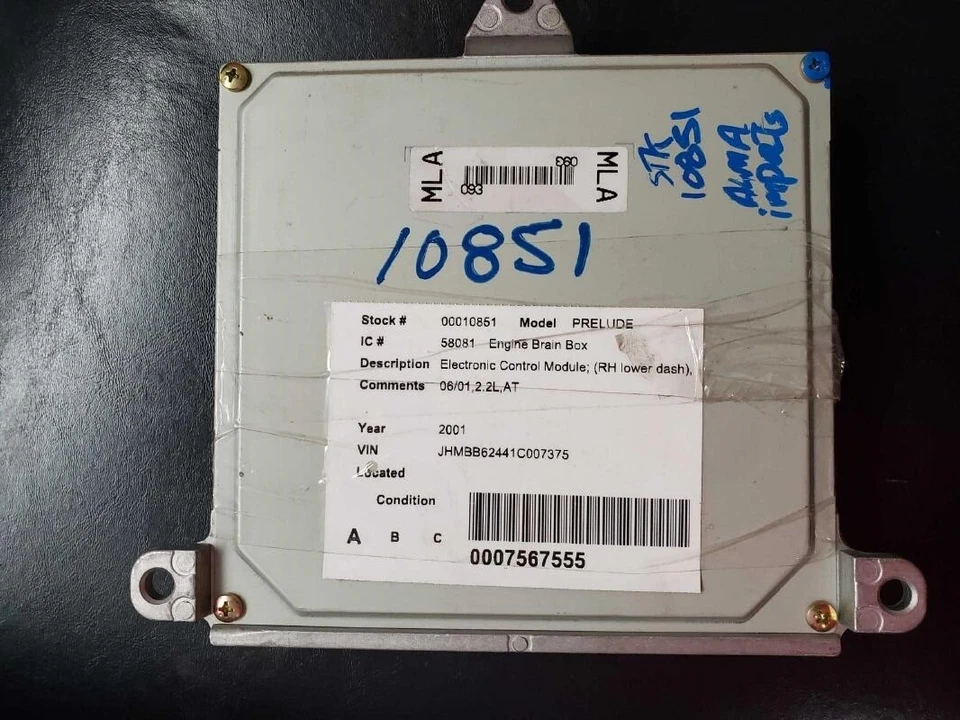 MLA
093
093
MLA
STK
10851
AUMA
imports
10851
Stock # 00010851 Model PRELUDE
IC # 58081 Engine Brain Box
Description Electronic Control Module; (RH lower dash),
Comments 06/01,2.2L,AT
Year 2001
VIN JHMBB62441C007375
Located
Condition
A B C
0007567555